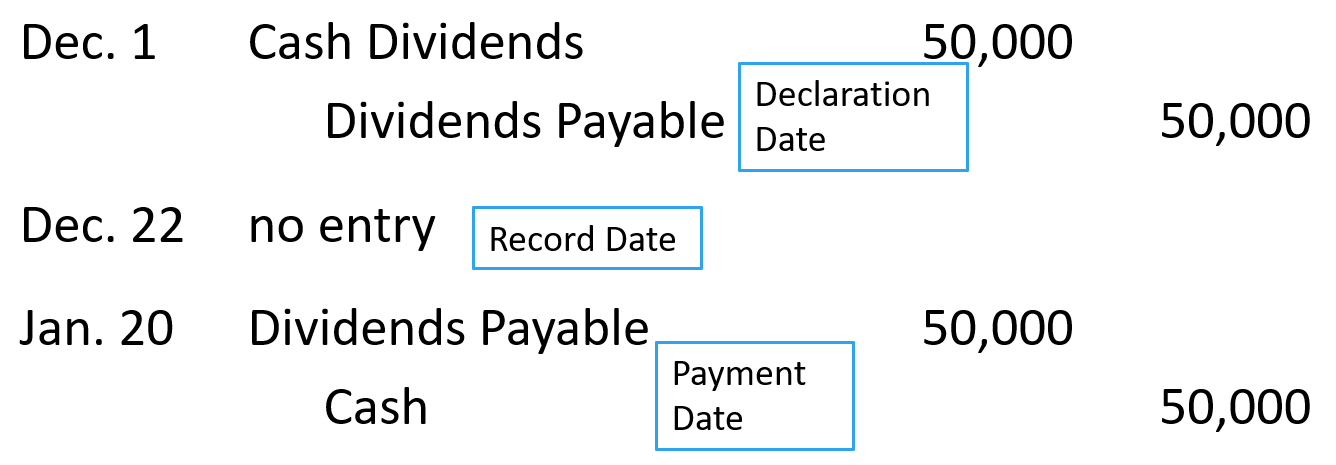 Dec. 1 Cash Dividends 50,000
Dividends Payable 50,000
Declaration
Date
Dec. 22 no entry
Record Date
Jan. 20 Dividends Payable 50,000
Cash 50,000
Payment
Date